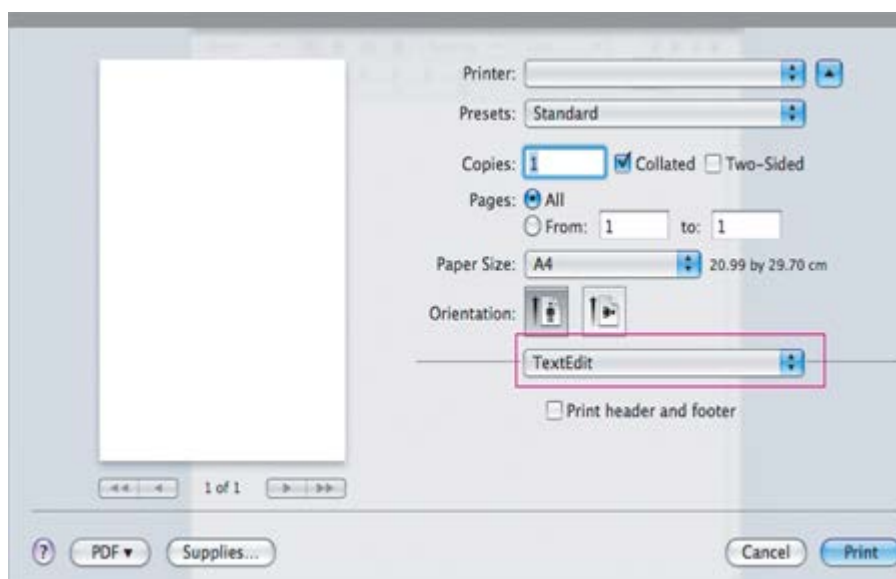 Printer:
Presets: Standard
Copies: 1 Collated Two-Sided
Pages: All
From: 1 to: 1
Paper Size: A4 20.99 by 29.70 cm
Orientation:
TextEdit
Print header and footer
1 of 1
? PDF Supplies... Cancel Print